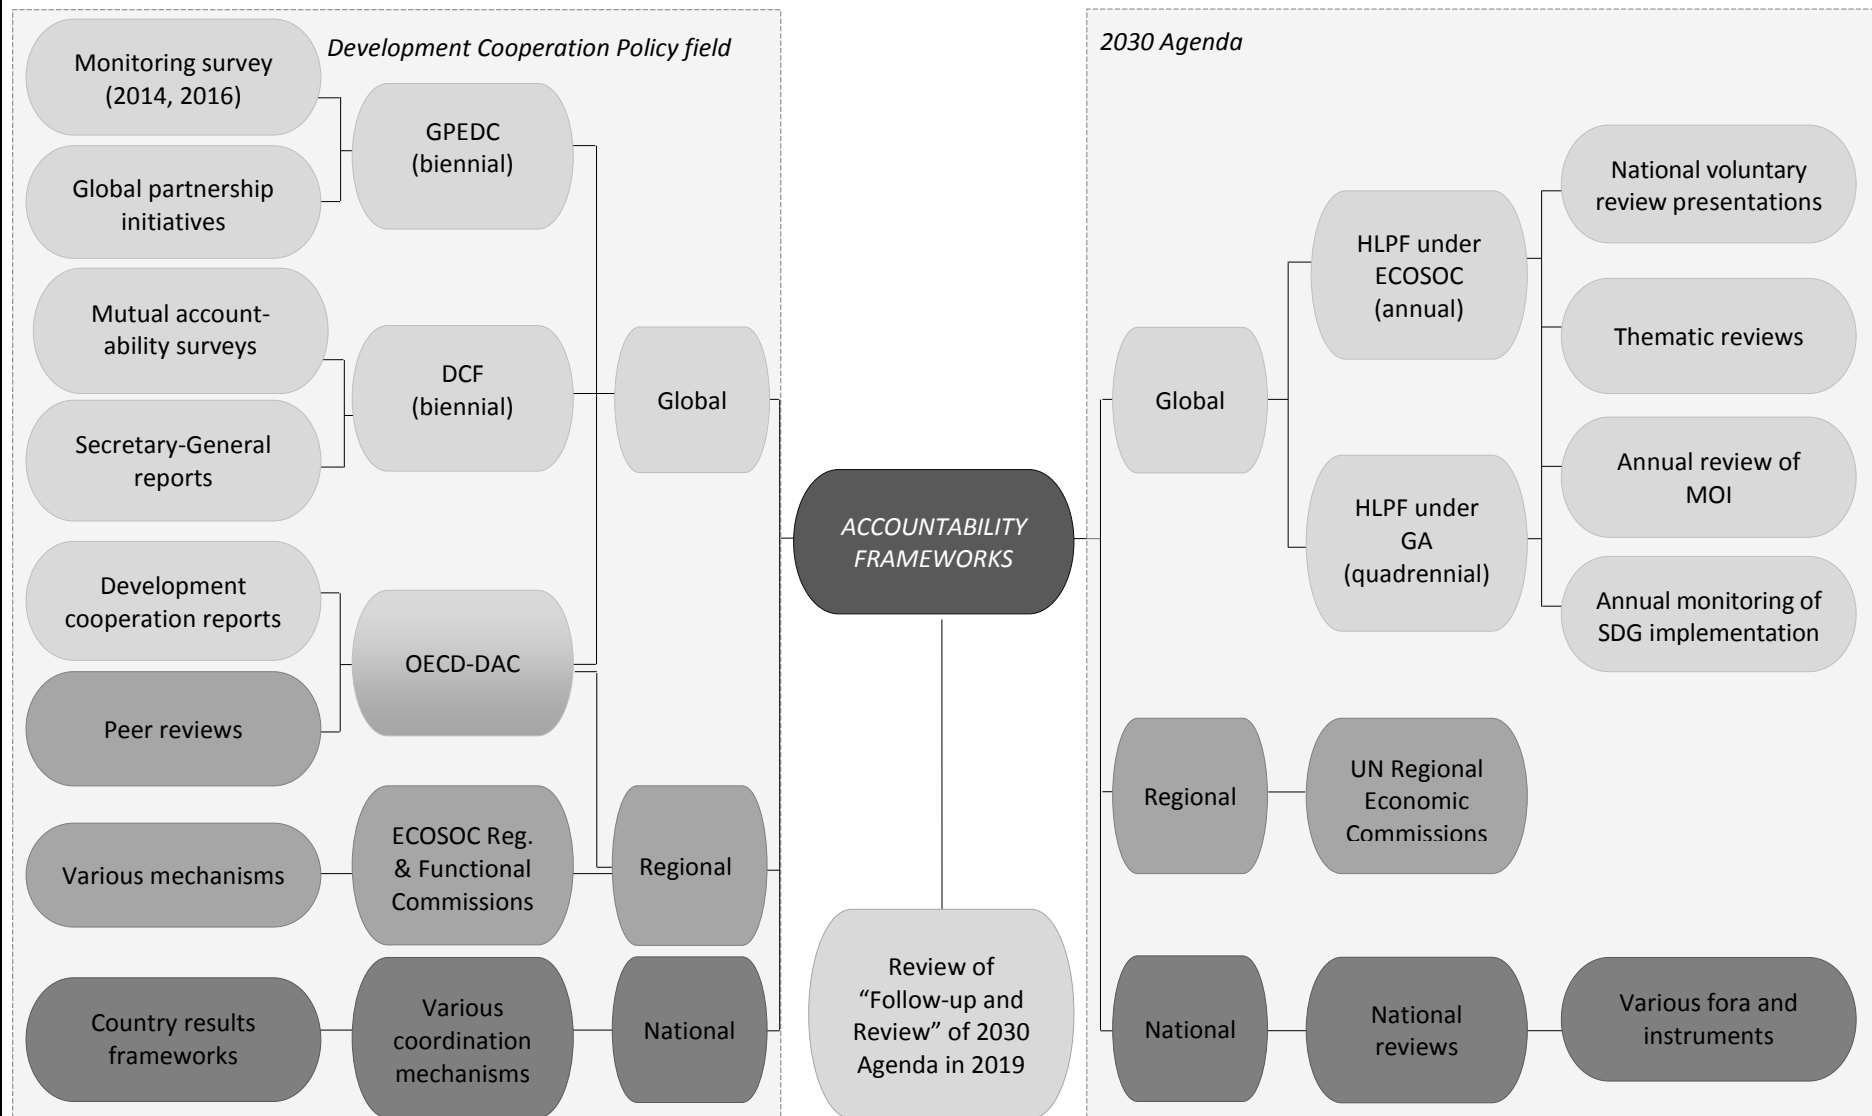 Development Cooperation Policy field
Monitoring survey
(2014, 2016)
GPEDC
(biennial)
Global partnership
initiatives
Mutual account-
ability surveys
DCF
(biennial)
Global
Secretary-General
reports
Development
cooperation reports
OECD-DAC
Peer reviews
Various mechanisms
ECOSOC Reg.
& Functional
Commissions
Regional
Country results
frameworks
Various
coordination
mechanisms
National
ACCOUNTABILITY
FRAMEWORKS
Review of
“Follow-up and
Review” of 2030
Agenda in 2019
2030 Agenda
Global
HLPF under
ECOSOC
(annual)
HLPF under
GA
(quadrennial)
National voluntary
review presentations
Thematic reviews
Annual review of
MOI
Annual monitoring of
SDG implementation
Regional
UN Regional
Economic
Commissions
National
National
reviews
Various fora and
instruments